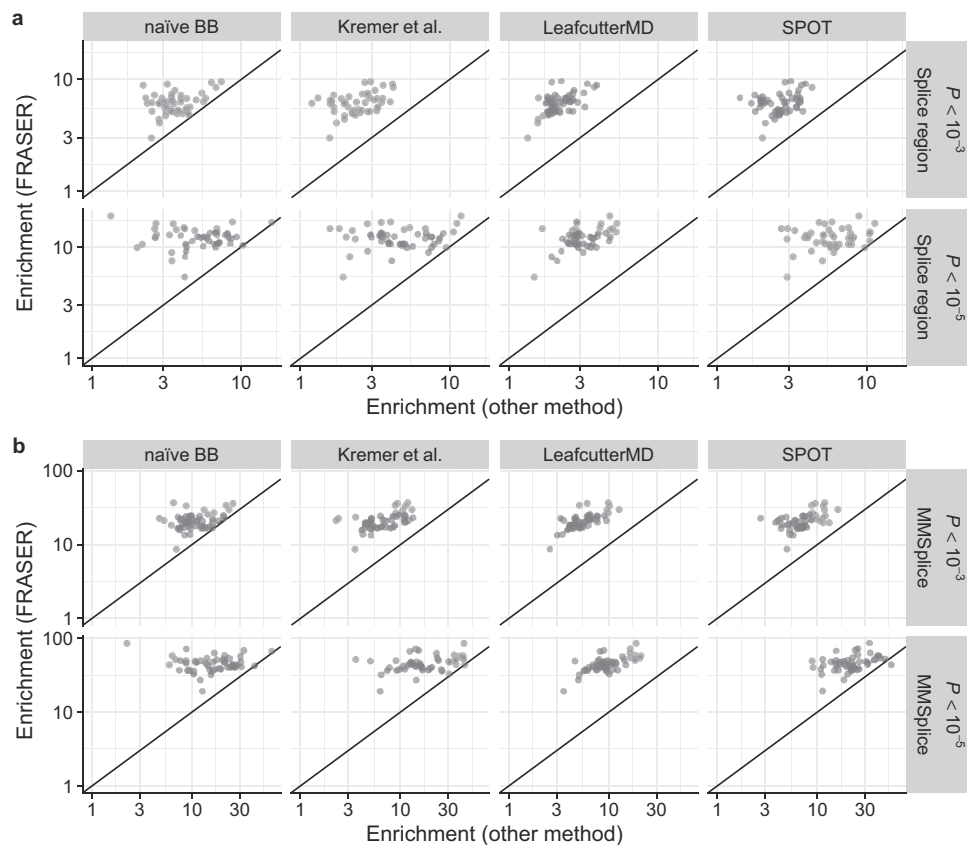 a
naïve BB Kremer et al. LeafcutterMD SPOT
Enrichment (FRASER)
10
3
1
P < 10⁻³
Splice region
10
3
1
P < 10⁻⁵
Splice region
1 3 10 1 3 10 1 3 10 1 3 10
Enrichment (other method)
b
naïve BB Kremer et al. LeafcutterMD SPOT
Enrichment (FRASER)
100
10
1
P < 10⁻³
MMSplice
100
10
1
P < 10⁻⁵
MMSplice
1 3 10 30 1 3 10 30 1 3 10 30 1 3 10 30
Enrichment (other method)